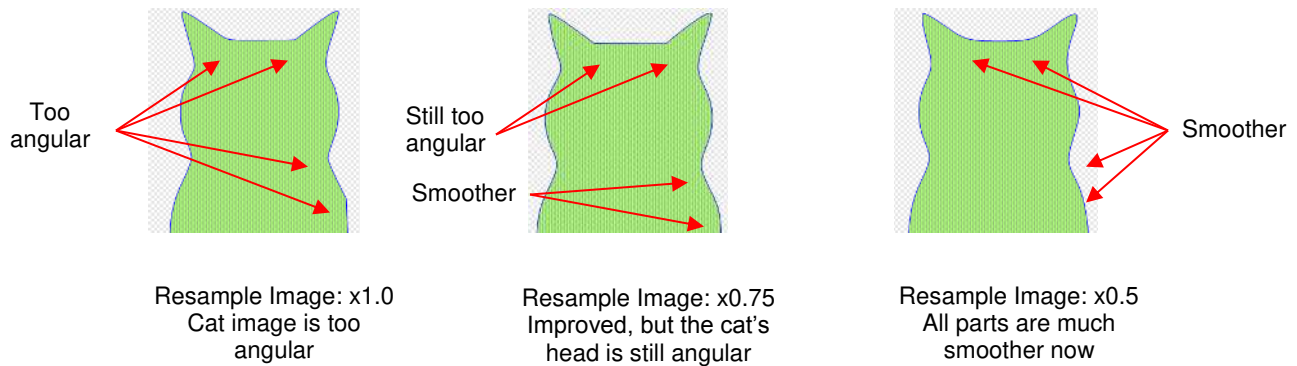 Too
angular
Still too
angular
Smoother
Smoother
Resample Image: x1.0
Cat image is too
angular
Resample Image: x0.75
Improved, but the cat’s
head is still angular
Resample Image: x0.5
All parts are much
smoother now